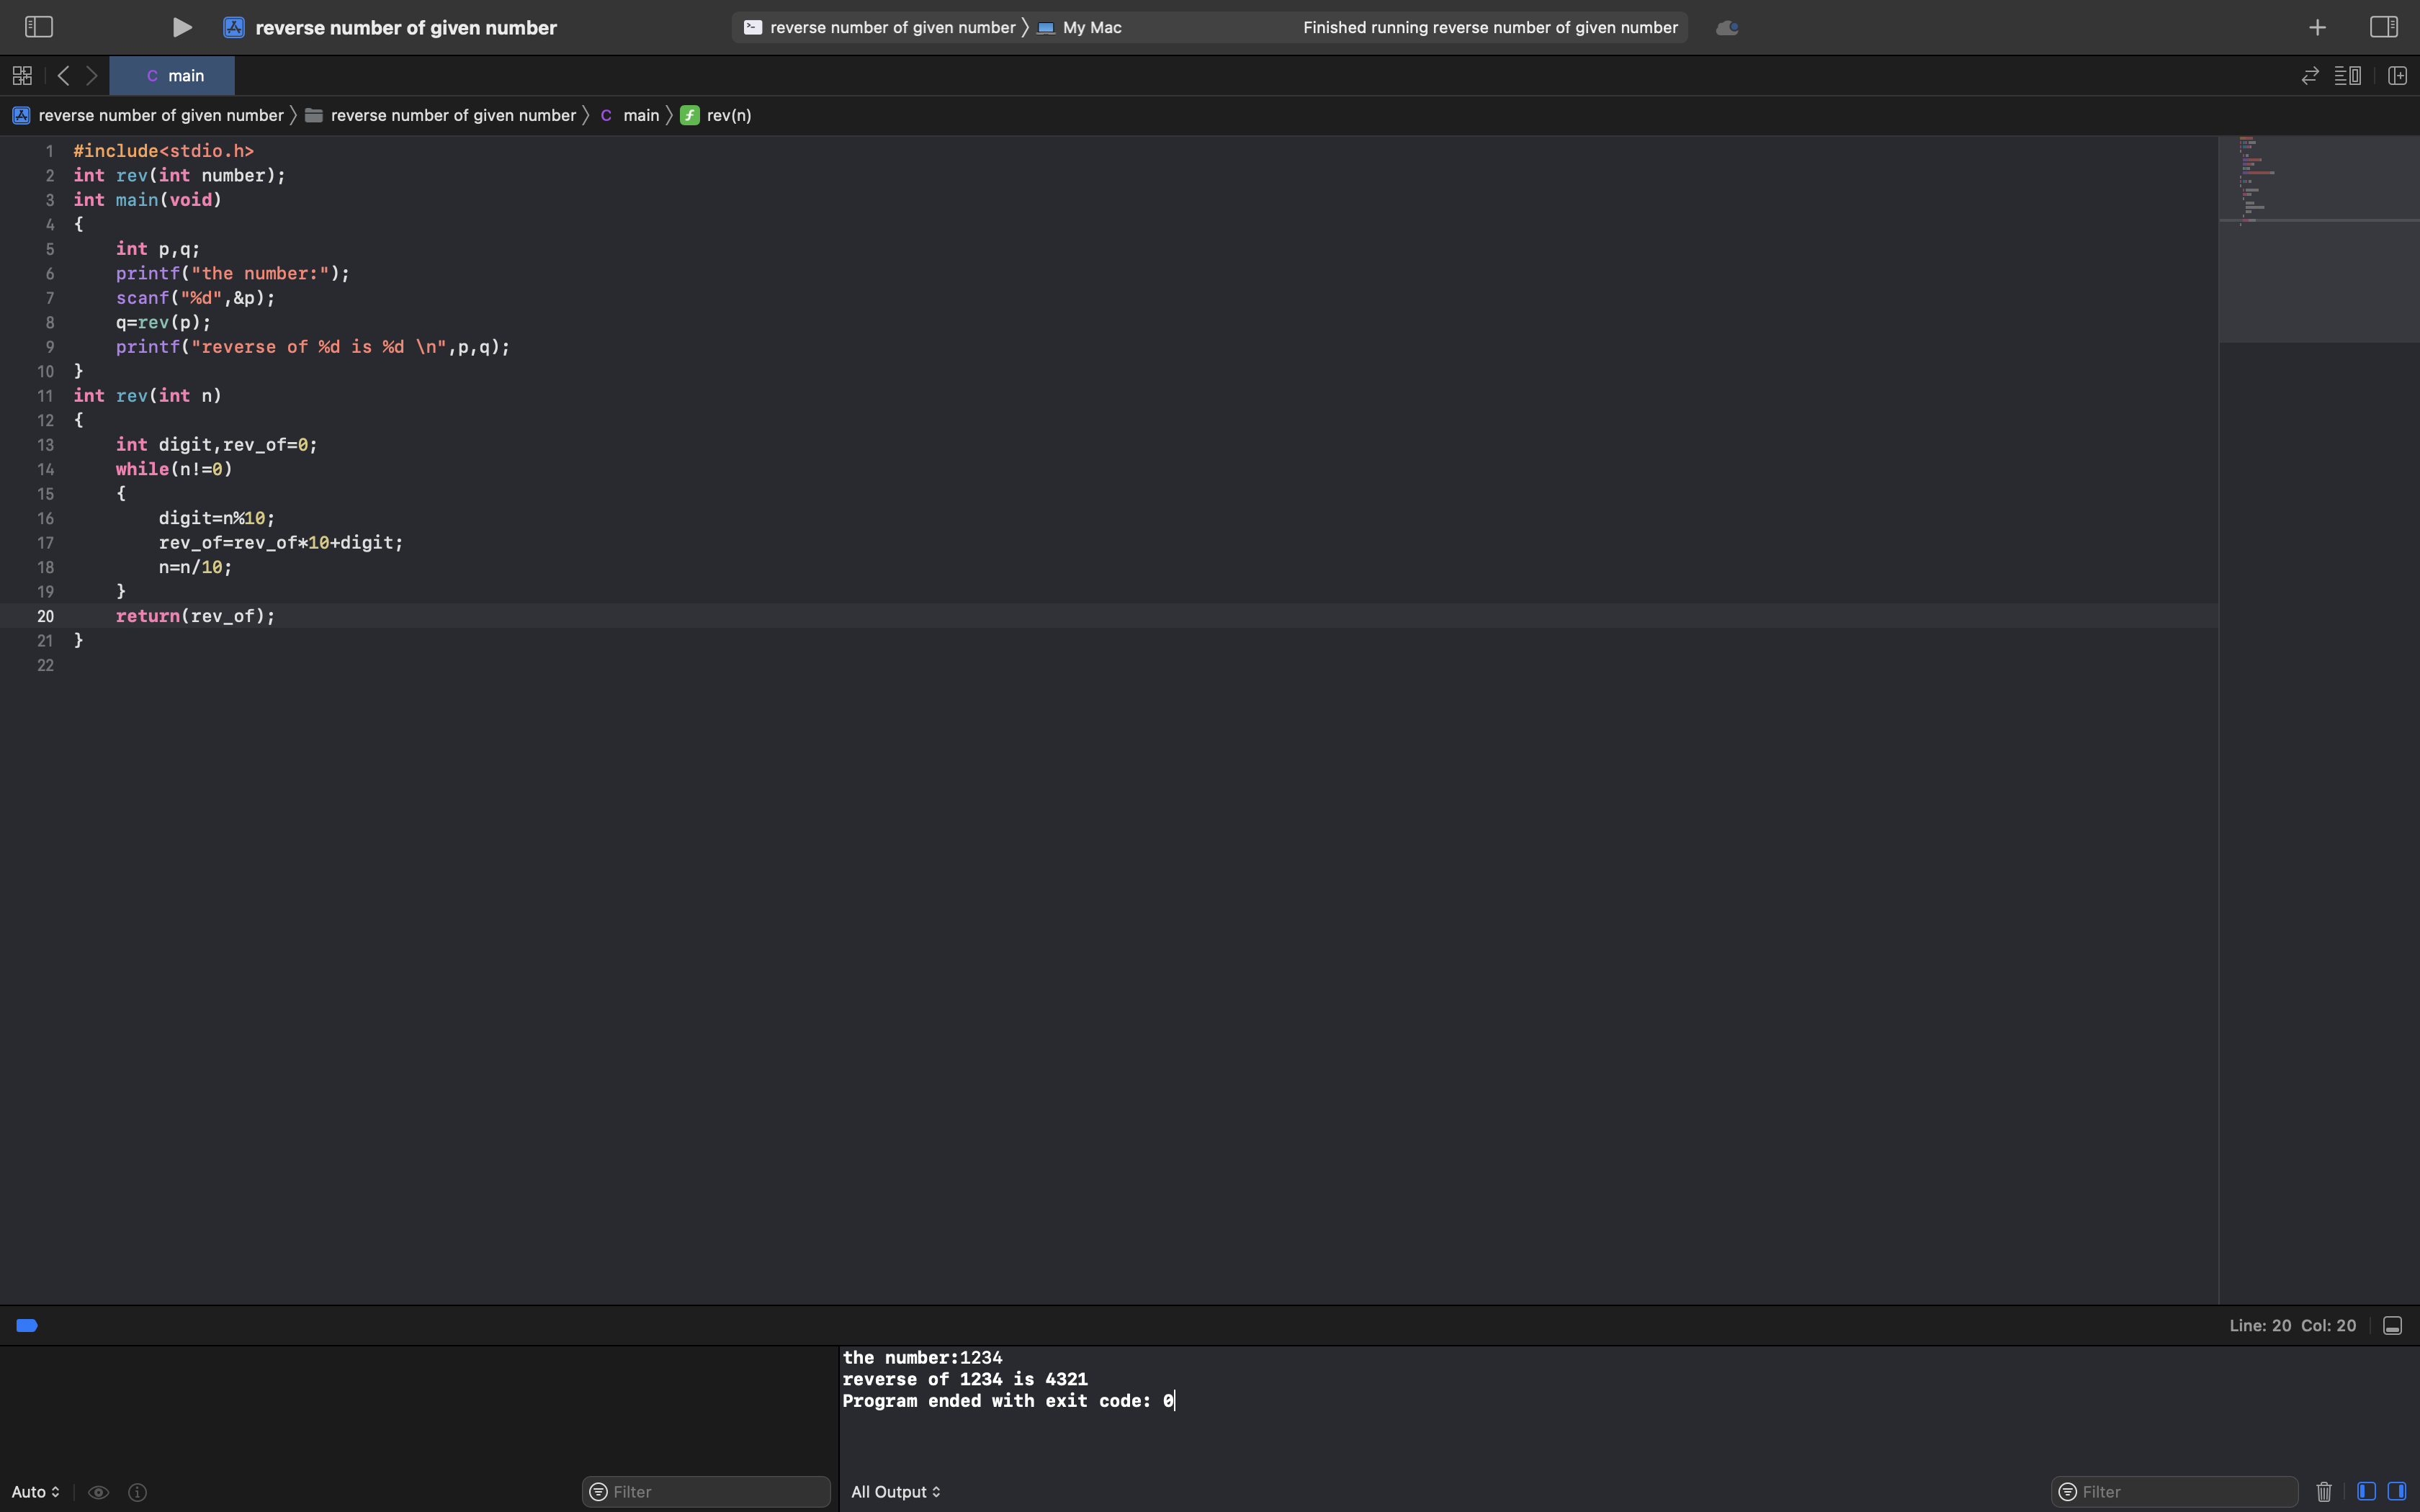 reverse number of given number
reverse number of given number My Mac Finished running reverse number of given number
C main
reverse number of given number reverse number of given number C main f rev(n)
1 #include<stdio.h>
2 int rev(int number);
3 int main(void)
4 {
5 int p,q;
6 printf("the number:");
7 scanf("%d",&p);
8 q=rev(p);
9 printf("reverse of %d is %d \n",p,q);
10 }
11 int rev(int n)
12 {
13 int digit,rev_of=0;
14 while(n!=0)
15 {
16 digit=n%10;
17 rev_of=rev_of*10+digit;
18 n=n/10;
19 }
20 return(rev_of);
21 }
22
Line: 20 Col: 20
the number:1234
reverse of 1234 is 4321
Program ended with exit code: 0
Auto Filter All Output Filter